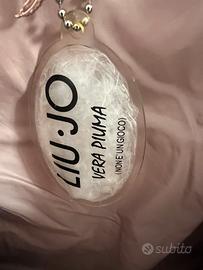 LIU·JO
VERA PIUMA
(NON E' UN GIOCO)
subito